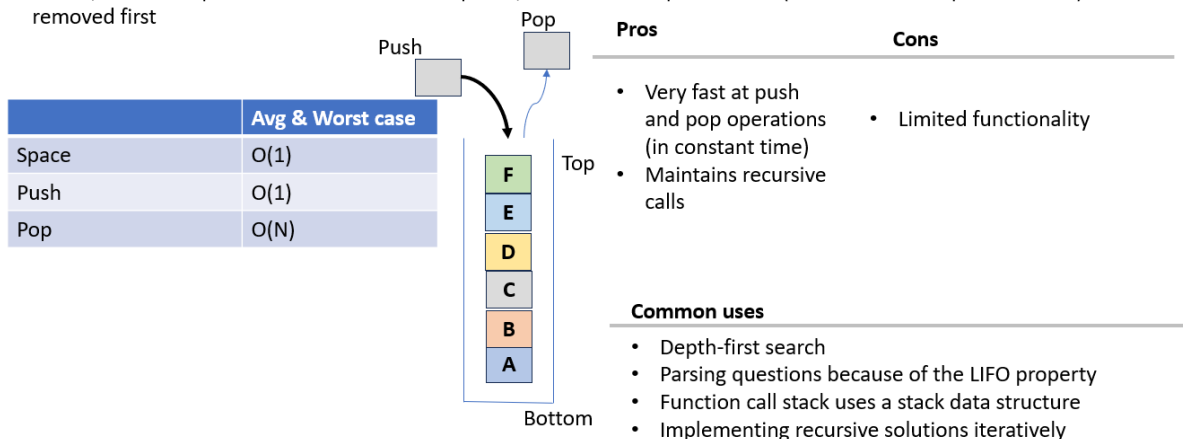 removed first
Pop
Push
Avg & Worst case
Space O(1)
Push O(1)
Pop O(N)
Top
F
E
D
C
B
A
Bottom
Pros
Cons
• Very fast at push
and pop operations
(in constant time)
• Maintains recursive
calls
• Limited functionality
Common uses
• Depth-first search
• Parsing questions because of the LIFO property
• Function call stack uses a stack data structure
• Implementing recursive solutions iteratively